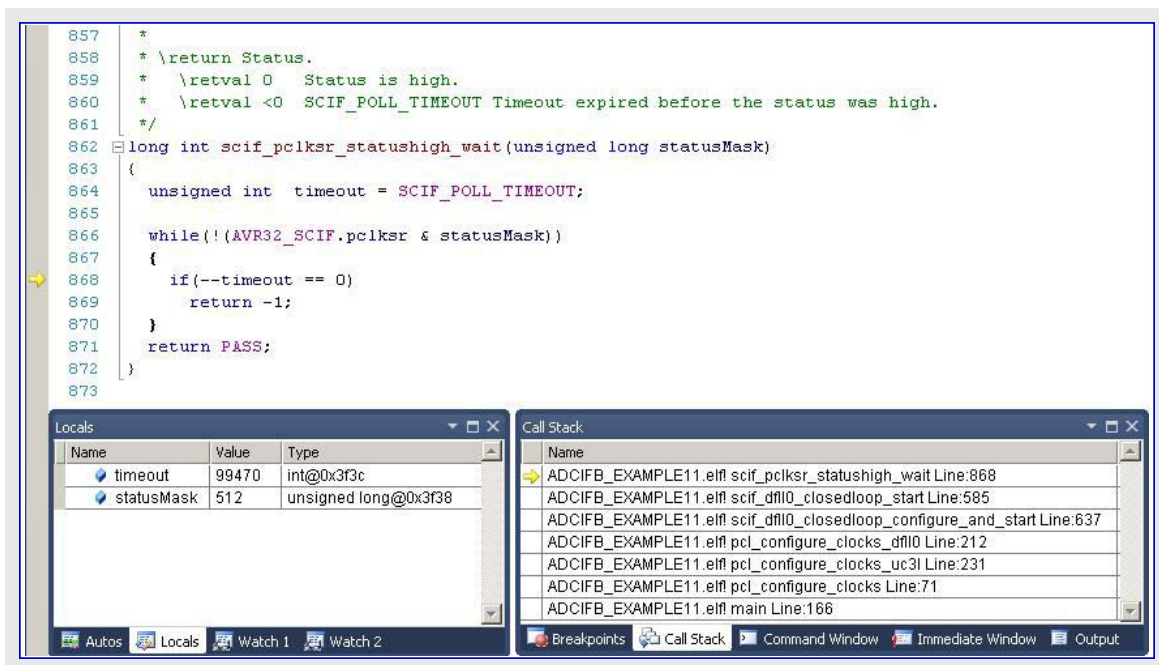 857 *
858 * \return Status.
859 * \retval 0 Status is high.
860 * \retval <0 SCIF_POLL_TIMEOUT Timeout expired before the status was high.
861 */
862 long int scif_pclksr_statushigh_wait(unsigned long statusMask)
863 {
864 unsigned int timeout = SCIF_POLL_TIMEOUT;
865
866 while(!(AVR32_SCIF.pclksr & statusMask))
867 {
868 if(--timeout == 0)
869 return -1;
870 }
871 return PASS;
872 }
873
Locals
Name Value Type
timeout 99470 int@0x3f3c
statusMask 512 unsigned long@0x3f38
Autos Locals Watch 1 Watch 2
Call Stack
Name
ADCIFB_EXAMPLE11.elf! scif_pclksr_statushigh_wait Line:868
ADCIFB_EXAMPLE11.elf! scif_dfll0_closedloop_start Line:585
ADCIFB_EXAMPLE11.elf! scif_dfll0_closedloop_configure_and_start Line:637
ADCIFB_EXAMPLE11.elf! pcl_configure_clocks_dfll0 Line:212
ADCIFB_EXAMPLE11.elf! pcl_configure_clocks_uc3l Line:231
ADCIFB_EXAMPLE11.elf! pcl_configure_clocks Line:71
ADCIFB_EXAMPLE11.elf! main Line:166
Breakpoints Call Stack Command Window Immediate Window Output